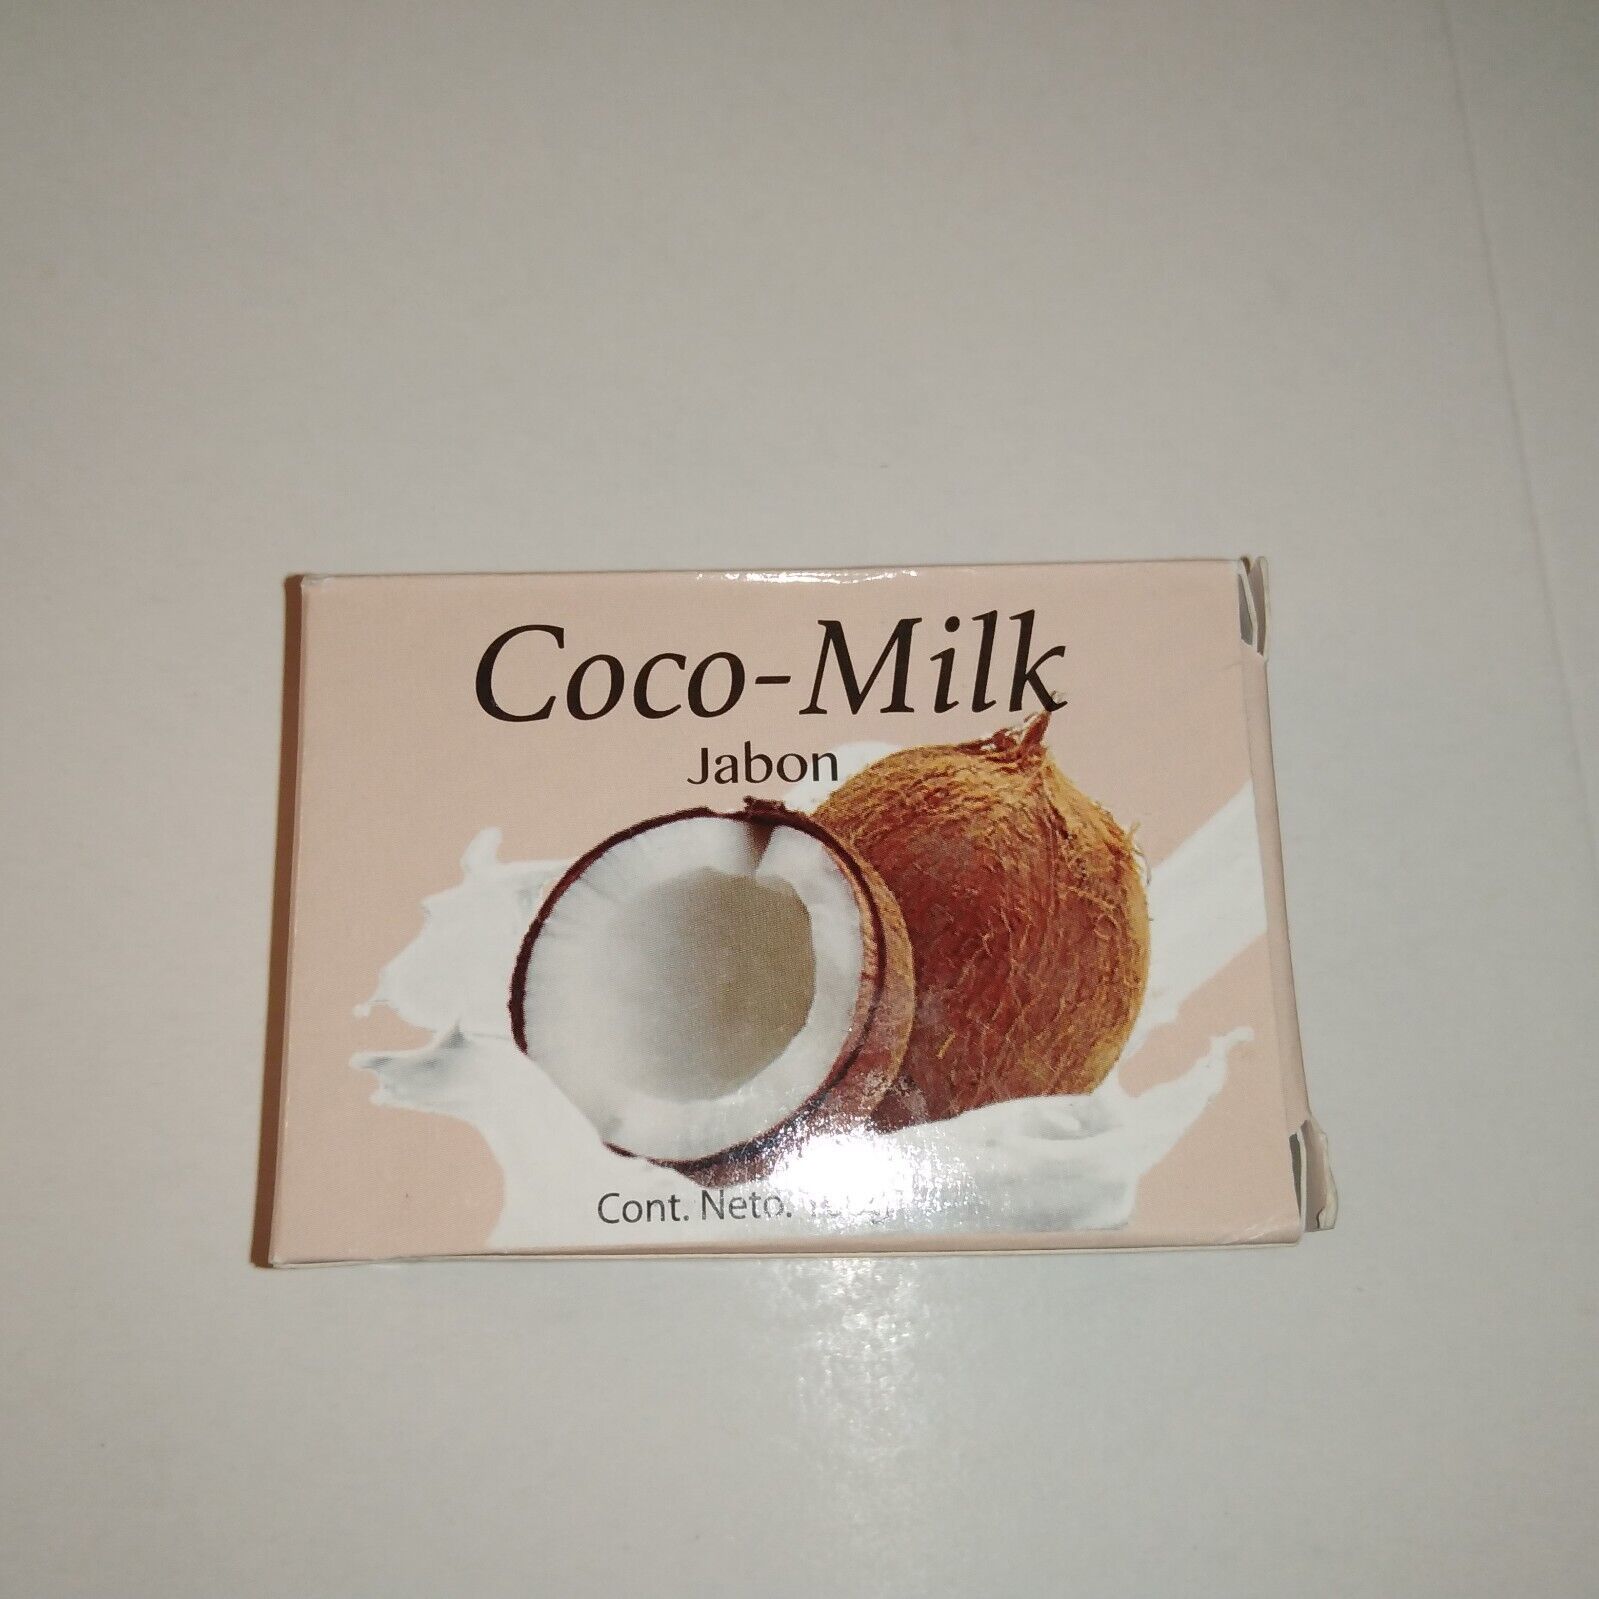 Coco-Milk
Jabon
Cont. Neto.